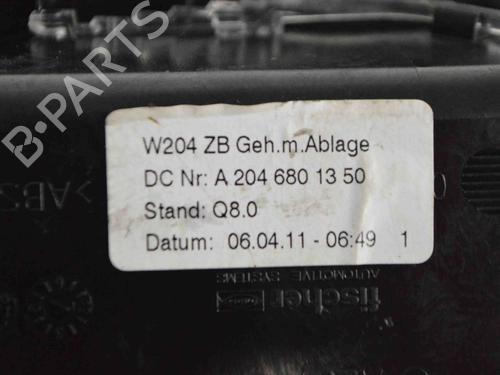 W204 ZB Geh.m.Ablage
DC Nr: A 204 680 13 50
Stand: Q8.0
Datum: 06.04.11 - 06:49 1
fischer
AUTOMOTIVE SYSTEMS
B-PARTS